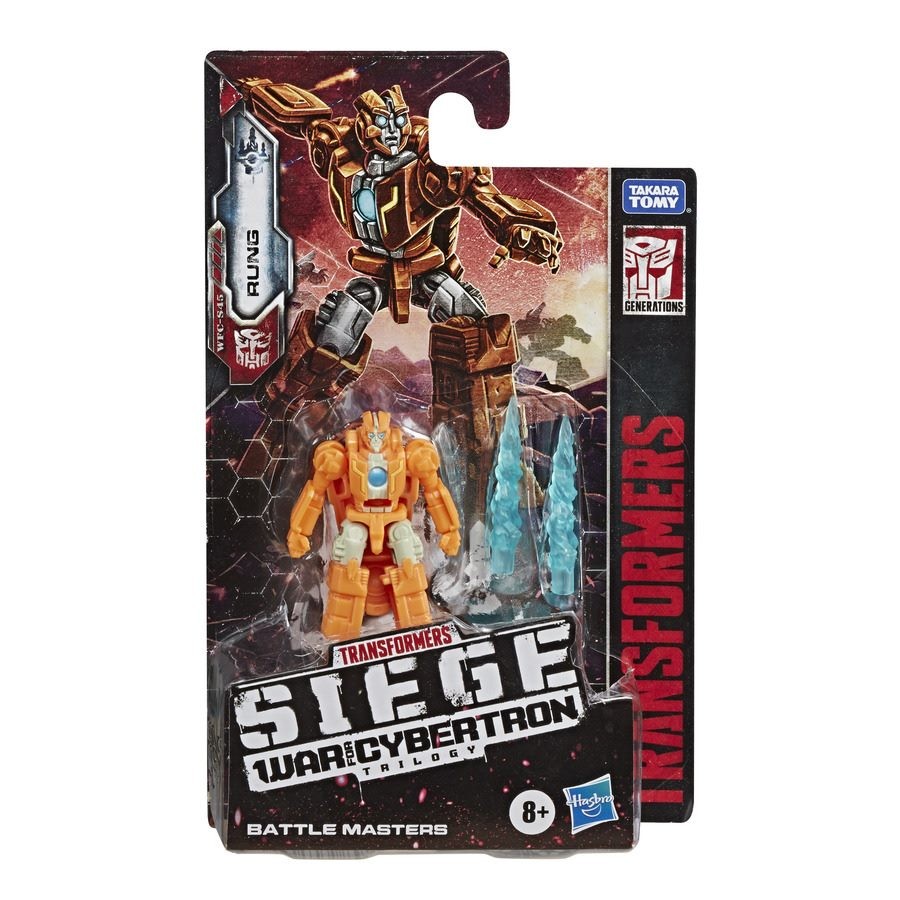 TAKARA
TOMY
®
GENERATIONS
TRANSFORMERS
RUNG
WFC-S45
TRANSFORMERS
SIEGE
WAR FOR CYBERTRON
TRILOGY
8+
Hasbro
BATTLE MASTERS